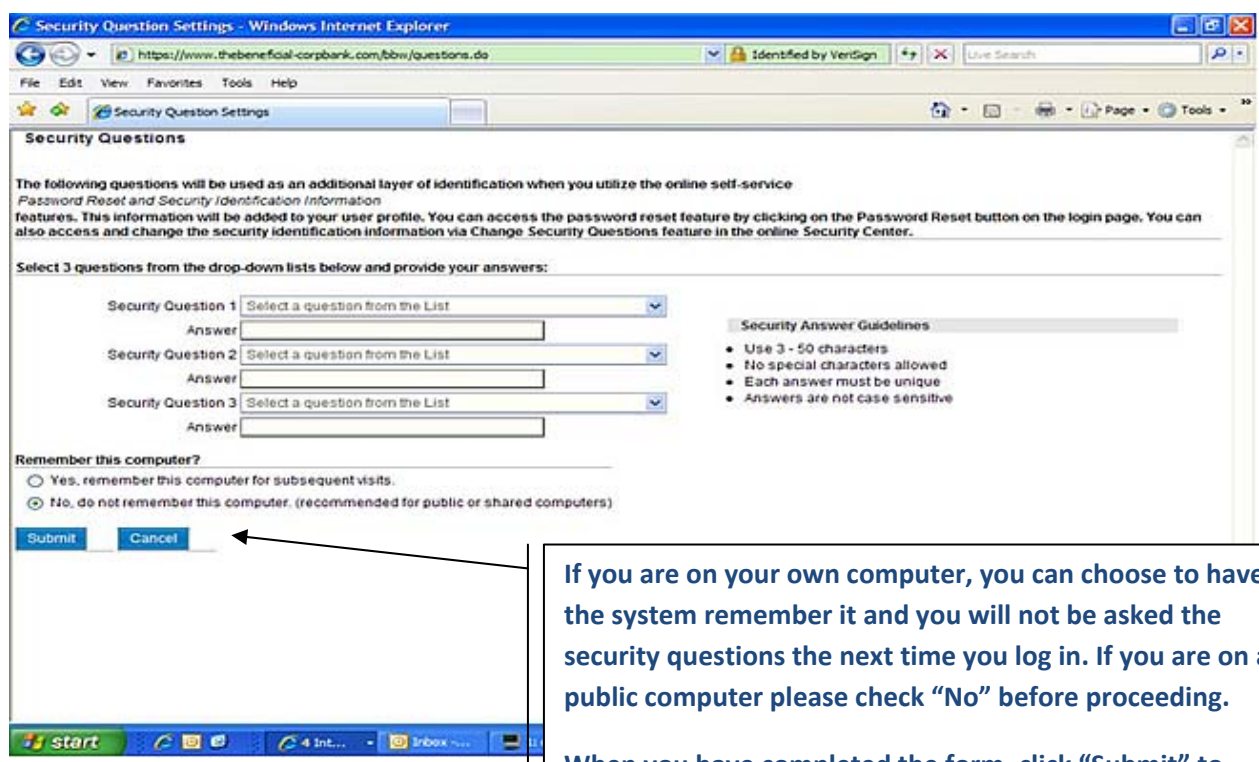 Security Question Settings - Windows Internet Explorer
https://www.thebeneficial-corpbank.com/bbw/questions.do Identified by VeriSign Live Search
File Edit View Favorites Tools Help
Security Question Settings Page Tools
Security Questions
The following questions will be used as an additional layer of identification when you utilize the online self-service
Password Reset and Security Identification Information
features. This information will be added to your user profile. You can access the password reset feature by clicking on the Password Reset button on the login page. You can
also access and change the security identification information via Change Security Questions feature in the online Security Center.
Select 3 questions from the drop-down lists below and provide your answers:
Security Question 1 Select a question from the List
Answer
Security Question 2 Select a question from the List
Answer
Security Question 3 Select a question from the List
Answer
Security Answer Guidelines
• Use 3 - 50 characters
• No special characters allowed
• Each answer must be unique
• Answers are not case sensitive
Remember this computer?
Yes, remember this computer for subsequent visits.
No, do not remember this computer. (recommended for public or shared computers)
Submit Cancel
If you are on your own computer, you can choose to have
the system remember it and you will not be asked the
security questions the next time you log in. If you are on a
public computer please check “No” before proceeding.
When you have completed the form, click “Submit” to
start 4 Int... Inbox -...